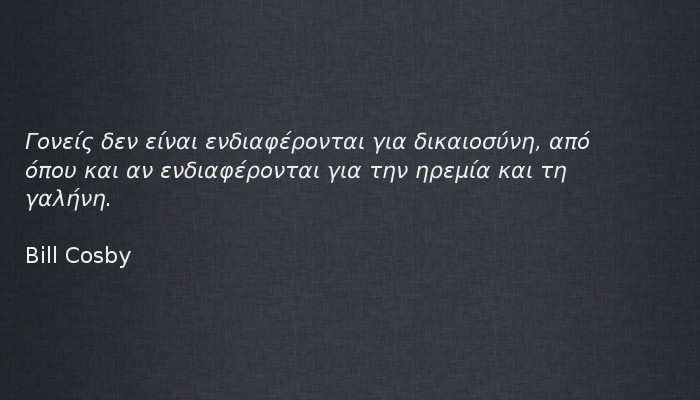 Γονείς δεν είναι ενδιαφέρονται για δικαιοσύνη, από
όπου και αν ενδιαφέρονται για την ηρεμία και τη
γαλήνη.
Bill Cosby